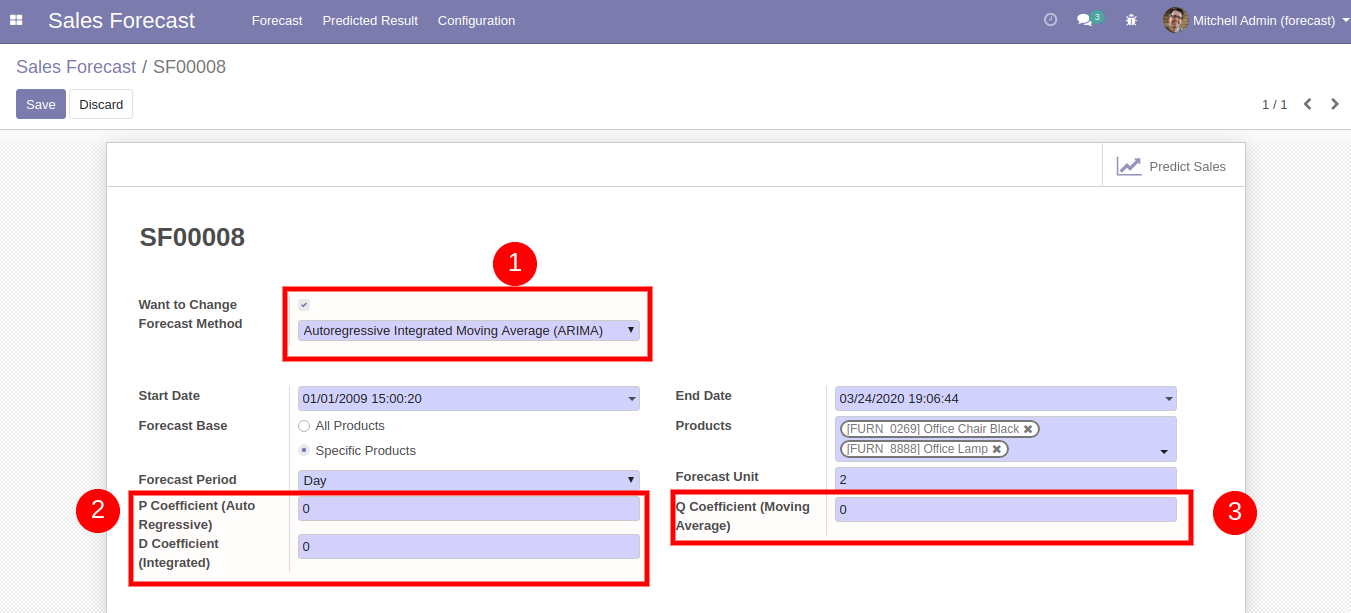 Sales Forecast Forecast Predicted Result Configuration 3 Mitchell Admin (forecast)
Sales Forecast / SF00008
Save Discard 1 / 1
Predict Sales
SF00008
1
Want to Change
Forecast Method
Autoregressive Integrated Moving Average (ARIMA)
Start Date 01/01/2009 15:00:20
End Date 03/24/2020 19:06:44
Forecast Base All Products
Specific Products
Products [FURN_0269] Office Chair Black
[FURN_8888] Office Lamp
Forecast Period Day
Forecast Unit 2
2
P Coefficient (Auto
Regressive)
0
D Coefficient
(Integrated)
0
Q Coefficient (Moving
Average)
0
3